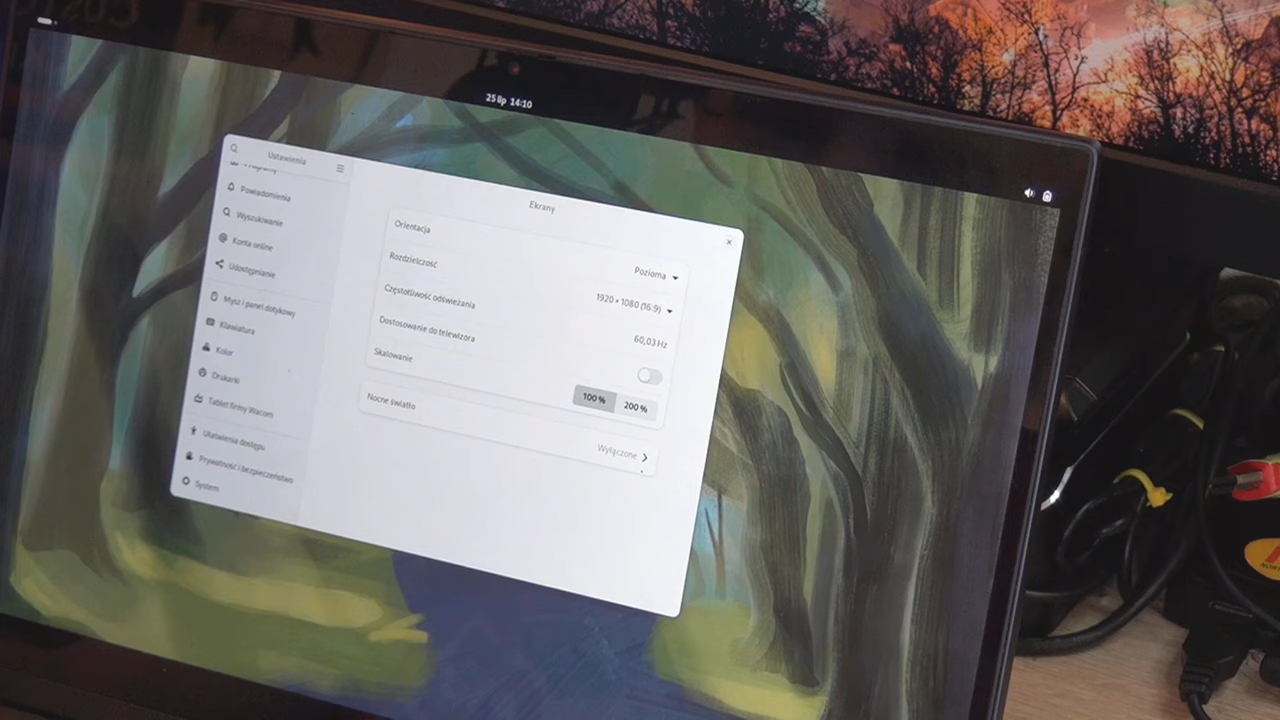 25 lip 14:10
Ustawienia
Powiadomienia
Wyszukiwanie
Konta online
Udostępnianie
Mysz i panel dotykowy
Klawiatura
Kolor
Drukarki
Tablet firmy Wacom
Ułatwienia dostępu
Prywatność i bezpieczeństwo
System
Ekrany
Orientacja
Pozioma
Rozdzielczość
1920 × 1080 (16∶9)
Częstotliwość odświeżania
60,03 Hz
Dostosowanie do telewizora
Skalowanie
100 % 200 %
Nocne światło
Wyłączone